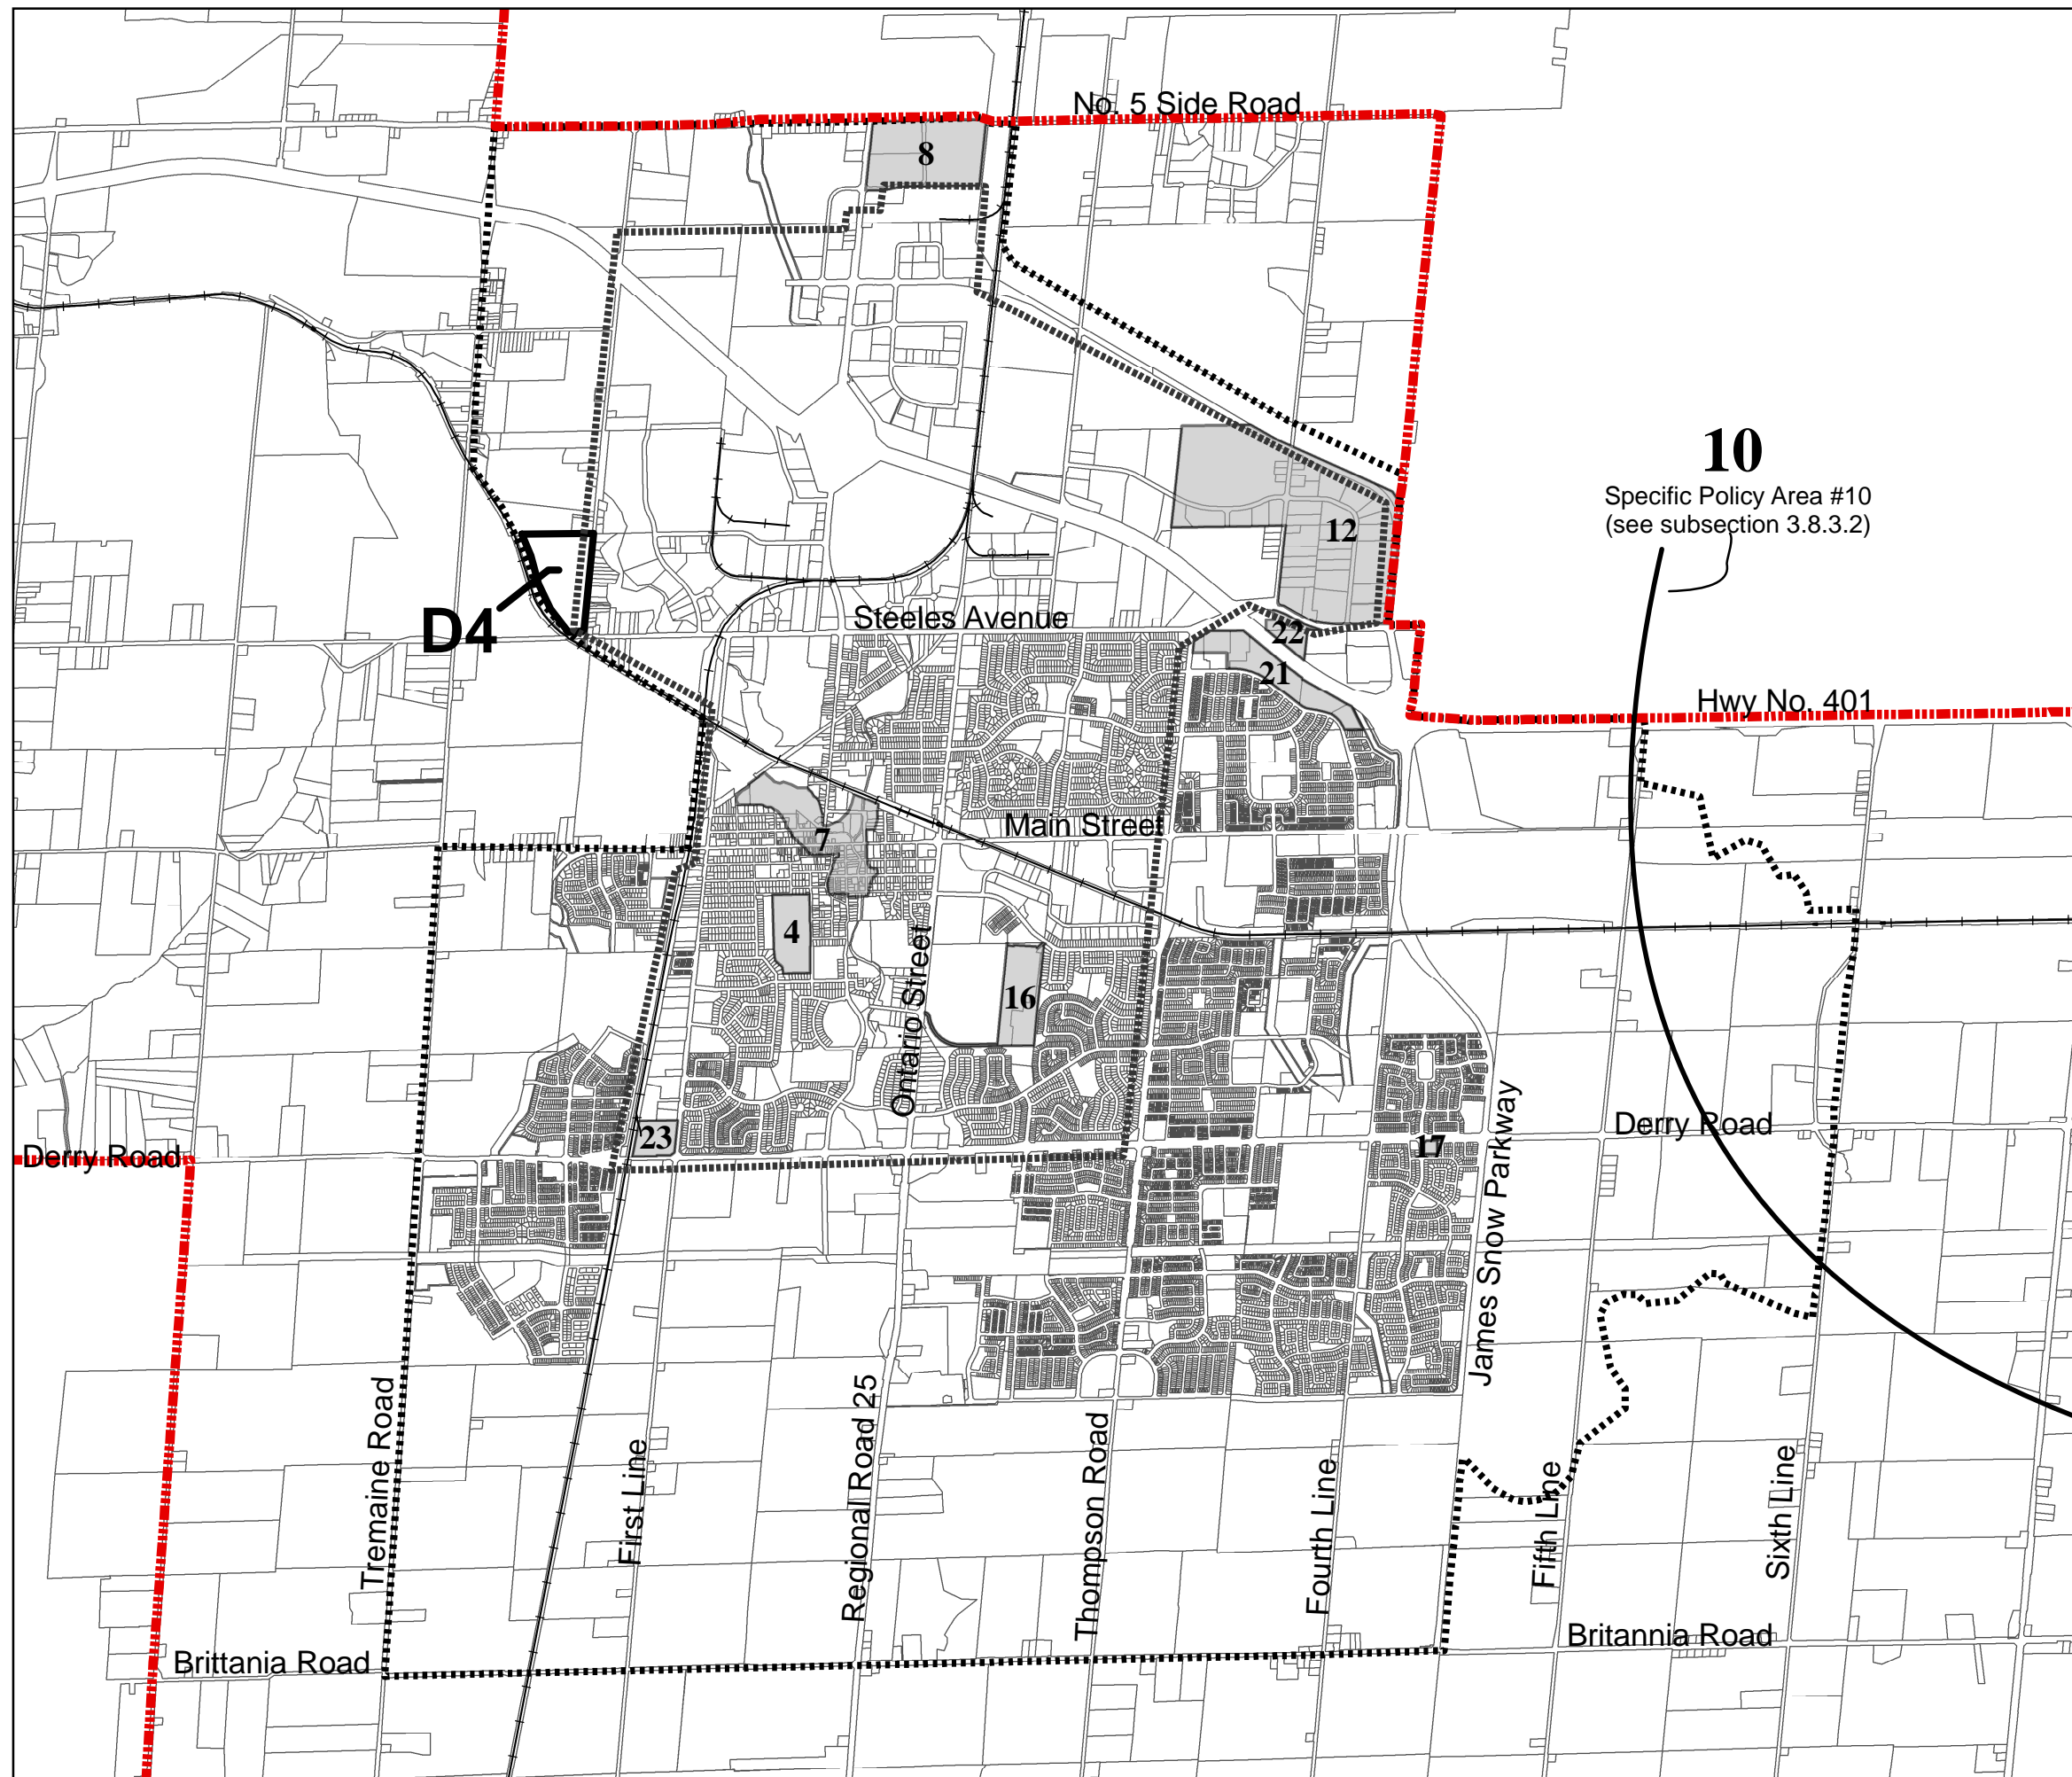 No. 5 Side Road
8
10
Specific Policy Area #10
(see subsection 3.8.3.2)
12
D4
Steeles Avenue
22
21
Hwy No. 401
7
Main Street
4
16
Ontario Street
23
17
Derry Road
Derry Road
James Snow Parkway
Tremaine Road
First Line
Regional Road 25
Thompson Road
Fourth Line
Fifth Line
Sixth Line
Brittania Road
Britannia Road